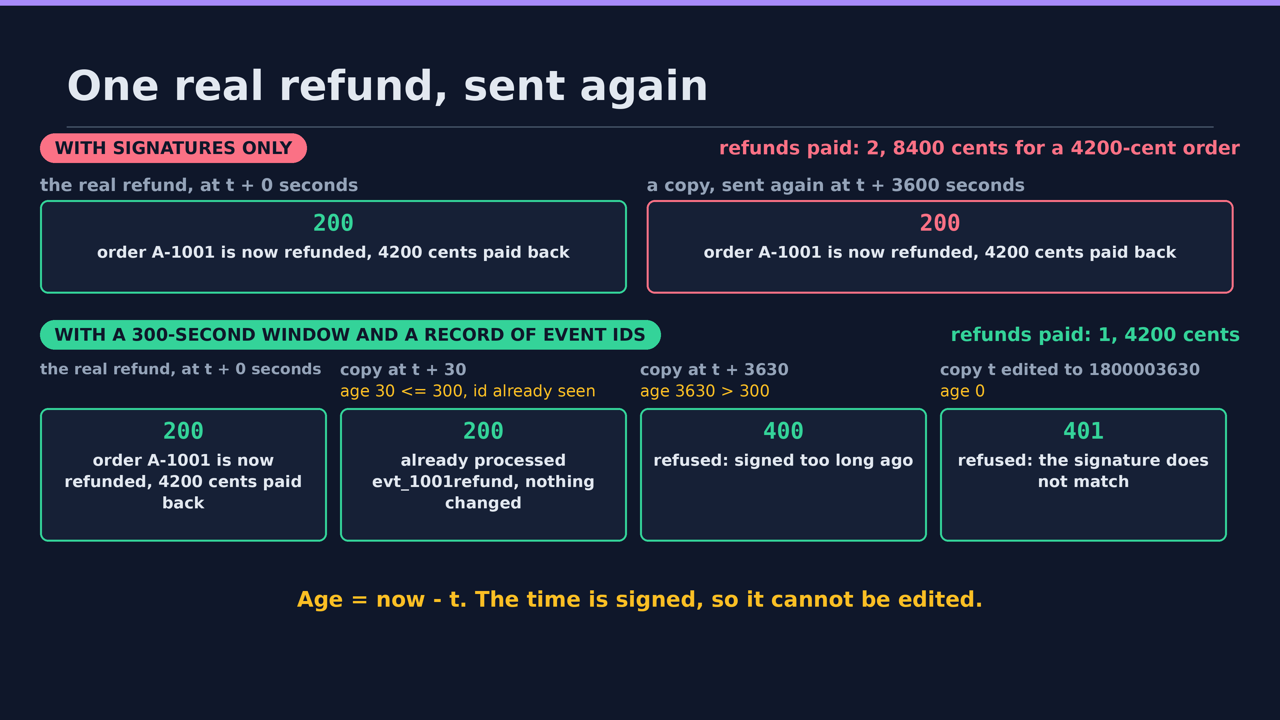 One real refund, sent again
WITH SIGNATURES ONLY
refunds paid: 2, 8400 cents for a 4200-cent order
the real refund, at t + 0 seconds
a copy, sent again at t + 3600 seconds
200
order A-1001 is now refunded, 4200 cents paid back
200
order A-1001 is now refunded, 4200 cents paid back
WITH A 300-SECOND WINDOW AND A RECORD OF EVENT IDS
refunds paid: 1, 4200 cents
the real refund, at t + 0 seconds
200
order A-1001 is now
refunded, 4200 cents paid
back
copy at t + 30
age 30 <= 300, id already seen
200
already processed
evt_1001refund, nothing
changed
copy at t + 3630
age 3630 > 300
400
refused: signed too long ago
copy t edited to 1800003630
age 0
401
refused: the signature does
not match
Age = now - t. The time is signed, so it cannot be edited.